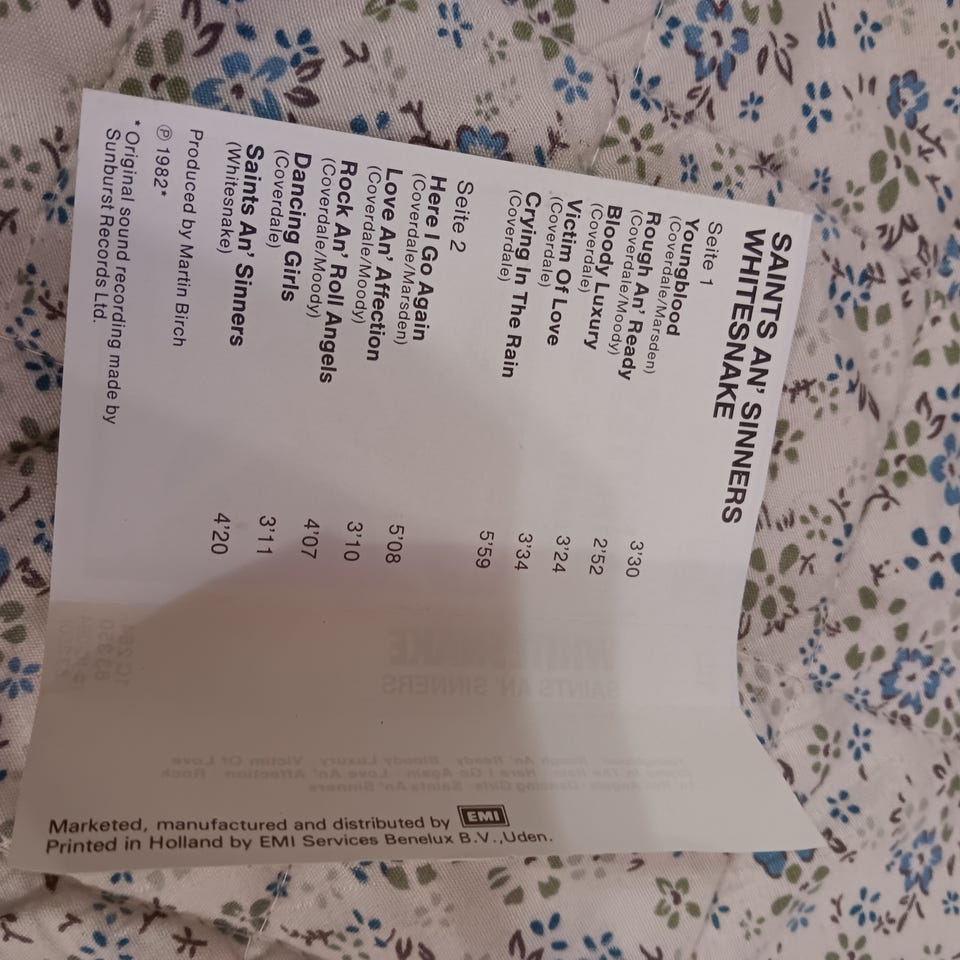 SAINTS AN' SINNERS
WHITESNAKE
Seite 1
Youngblood 3'30
(Coverdale/Marsden)
Rough An' Ready 2'52
(Coverdale/Moody)
Bloody Luxury 3'24
(Coverdale)
Victim Of Love 3'34
(Coverdale)
Crying In The Rain 5'59
(Coverdale)
Seite 2
Here I Go Again 5'08
(Coverdale/Marsden)
Love An' Affection 3'10
(Coverdale/Moody)
Rock An' Roll Angels 4'07
(Coverdale/Moody)
Dancing Girls 3'11
(Coverdale)
Saints An' Sinners 4'20
(Whitesnake)
Produced by Martin Birch
℗ 1982*
* Original sound recording made by
Sunburst Records Ltd.
Marketed, manufactured and distributed by EMI
Printed in Holland by EMI Services Benelux B.V.,Uden.